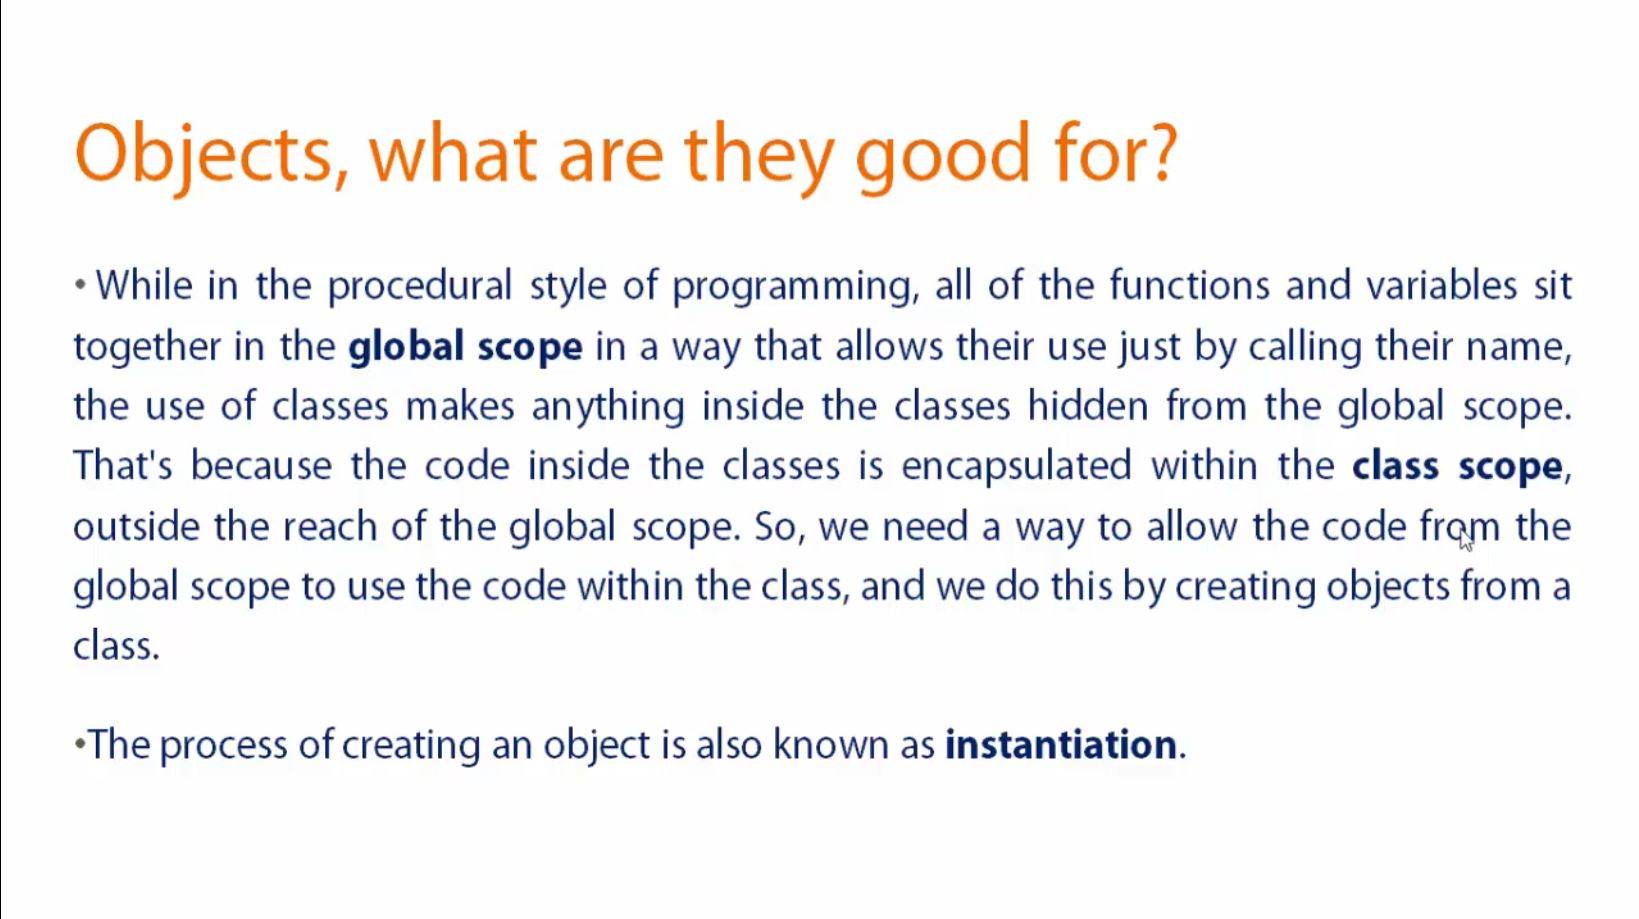 Objects, what are they good for?
• While in the procedural style of programming, all of the functions and variables sit
together in the global scope in a way that allows their use just by calling their name,
the use of classes makes anything inside the classes hidden from the global scope.
That's because the code inside the classes is encapsulated within the class scope,
outside the reach of the global scope. So, we need a way to allow the code from the
global scope to use the code within the class, and we do this by creating objects from a
class.
•The process of creating an object is also known as instantiation.